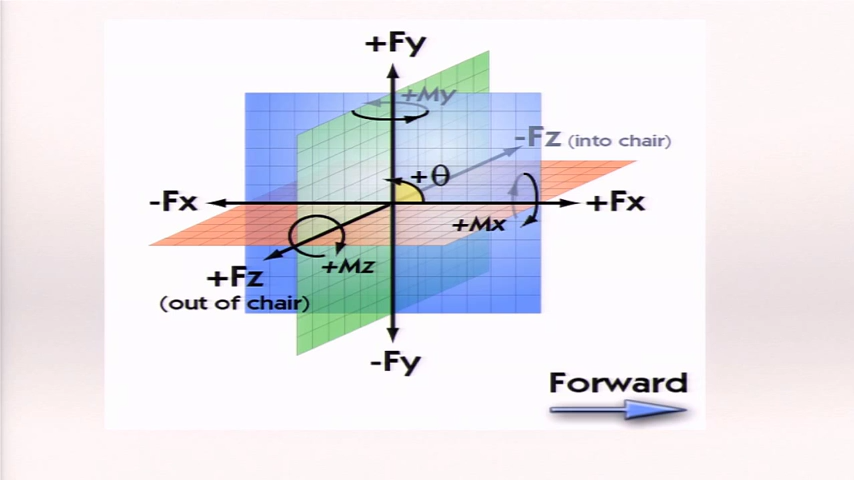 +Fy
+My
-Fz (into chair)
+θ
-Fx
+Fx
+Mx
+Mz
+Fz
(out of chair)
-Fy
Forward